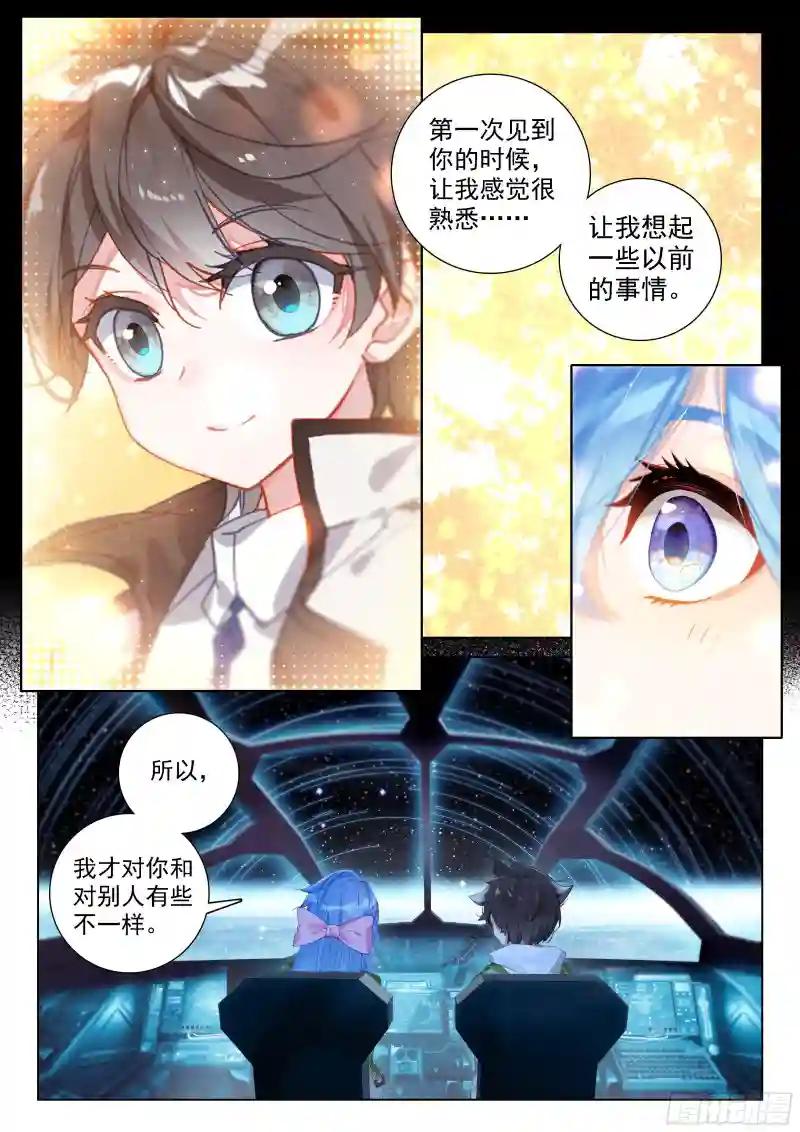 第一次见到
你的时候，
让我感觉很
熟悉……
让我想起
一些以前
的事情。
所以，
我才对你和
对别人有些
不一样。